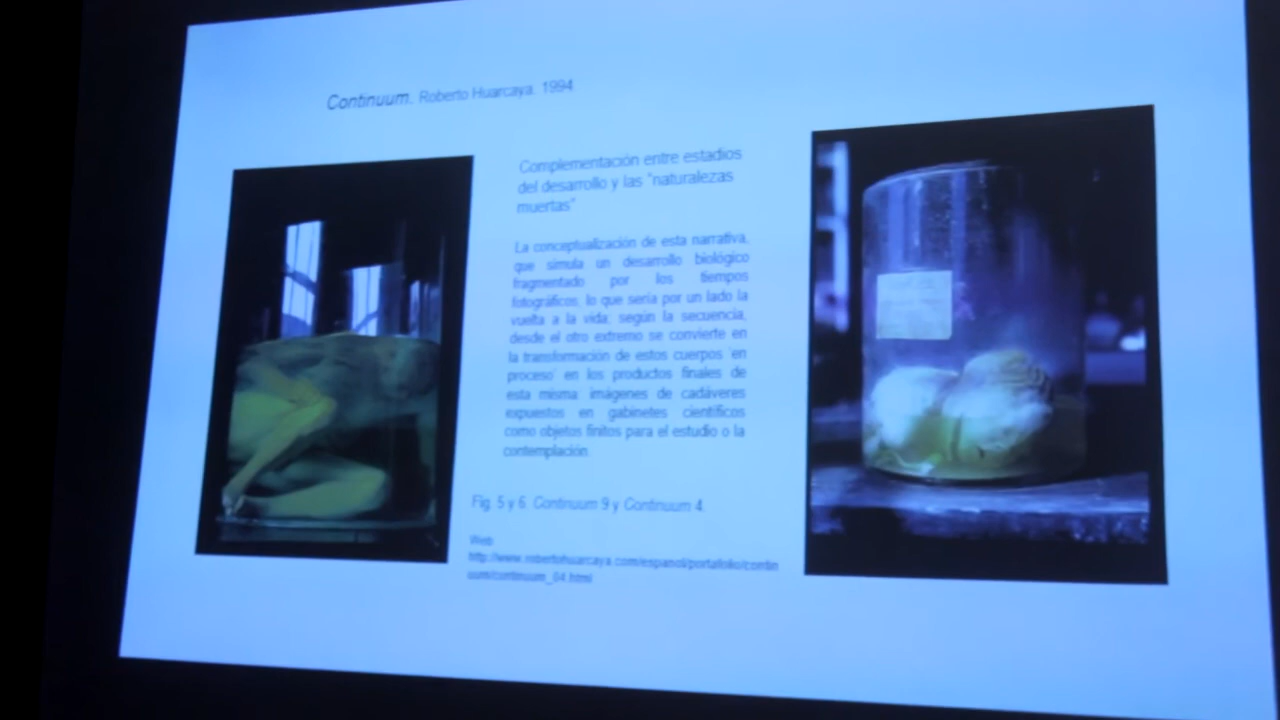 Continuum. Roberto Huarcaya. 1994
Complementación entre estadios
del desarrollo y las "naturalezas
muertas"
La conceptualización de esta narrativa,
que simula un desarrollo biológico
fragmentado por los tiempos
fotográficos, lo que sería por un lado la
vuelta a la vida; según la secuencia,
desde el otro extremo se convierte en
la transformación de estos cuerpos 'en
proceso' en los productos finales de
esta misma: imágenes de cadáveres
expuestos en gabinetes científicos
como objetos finitos para el estudio o la
contemplación.
Fig. 5 y 6. Continuum 9 y Continuum 4.
Web
http://www.robertohuarcaya.com/espanol/portafolio/contin
uum/continuum_04.html